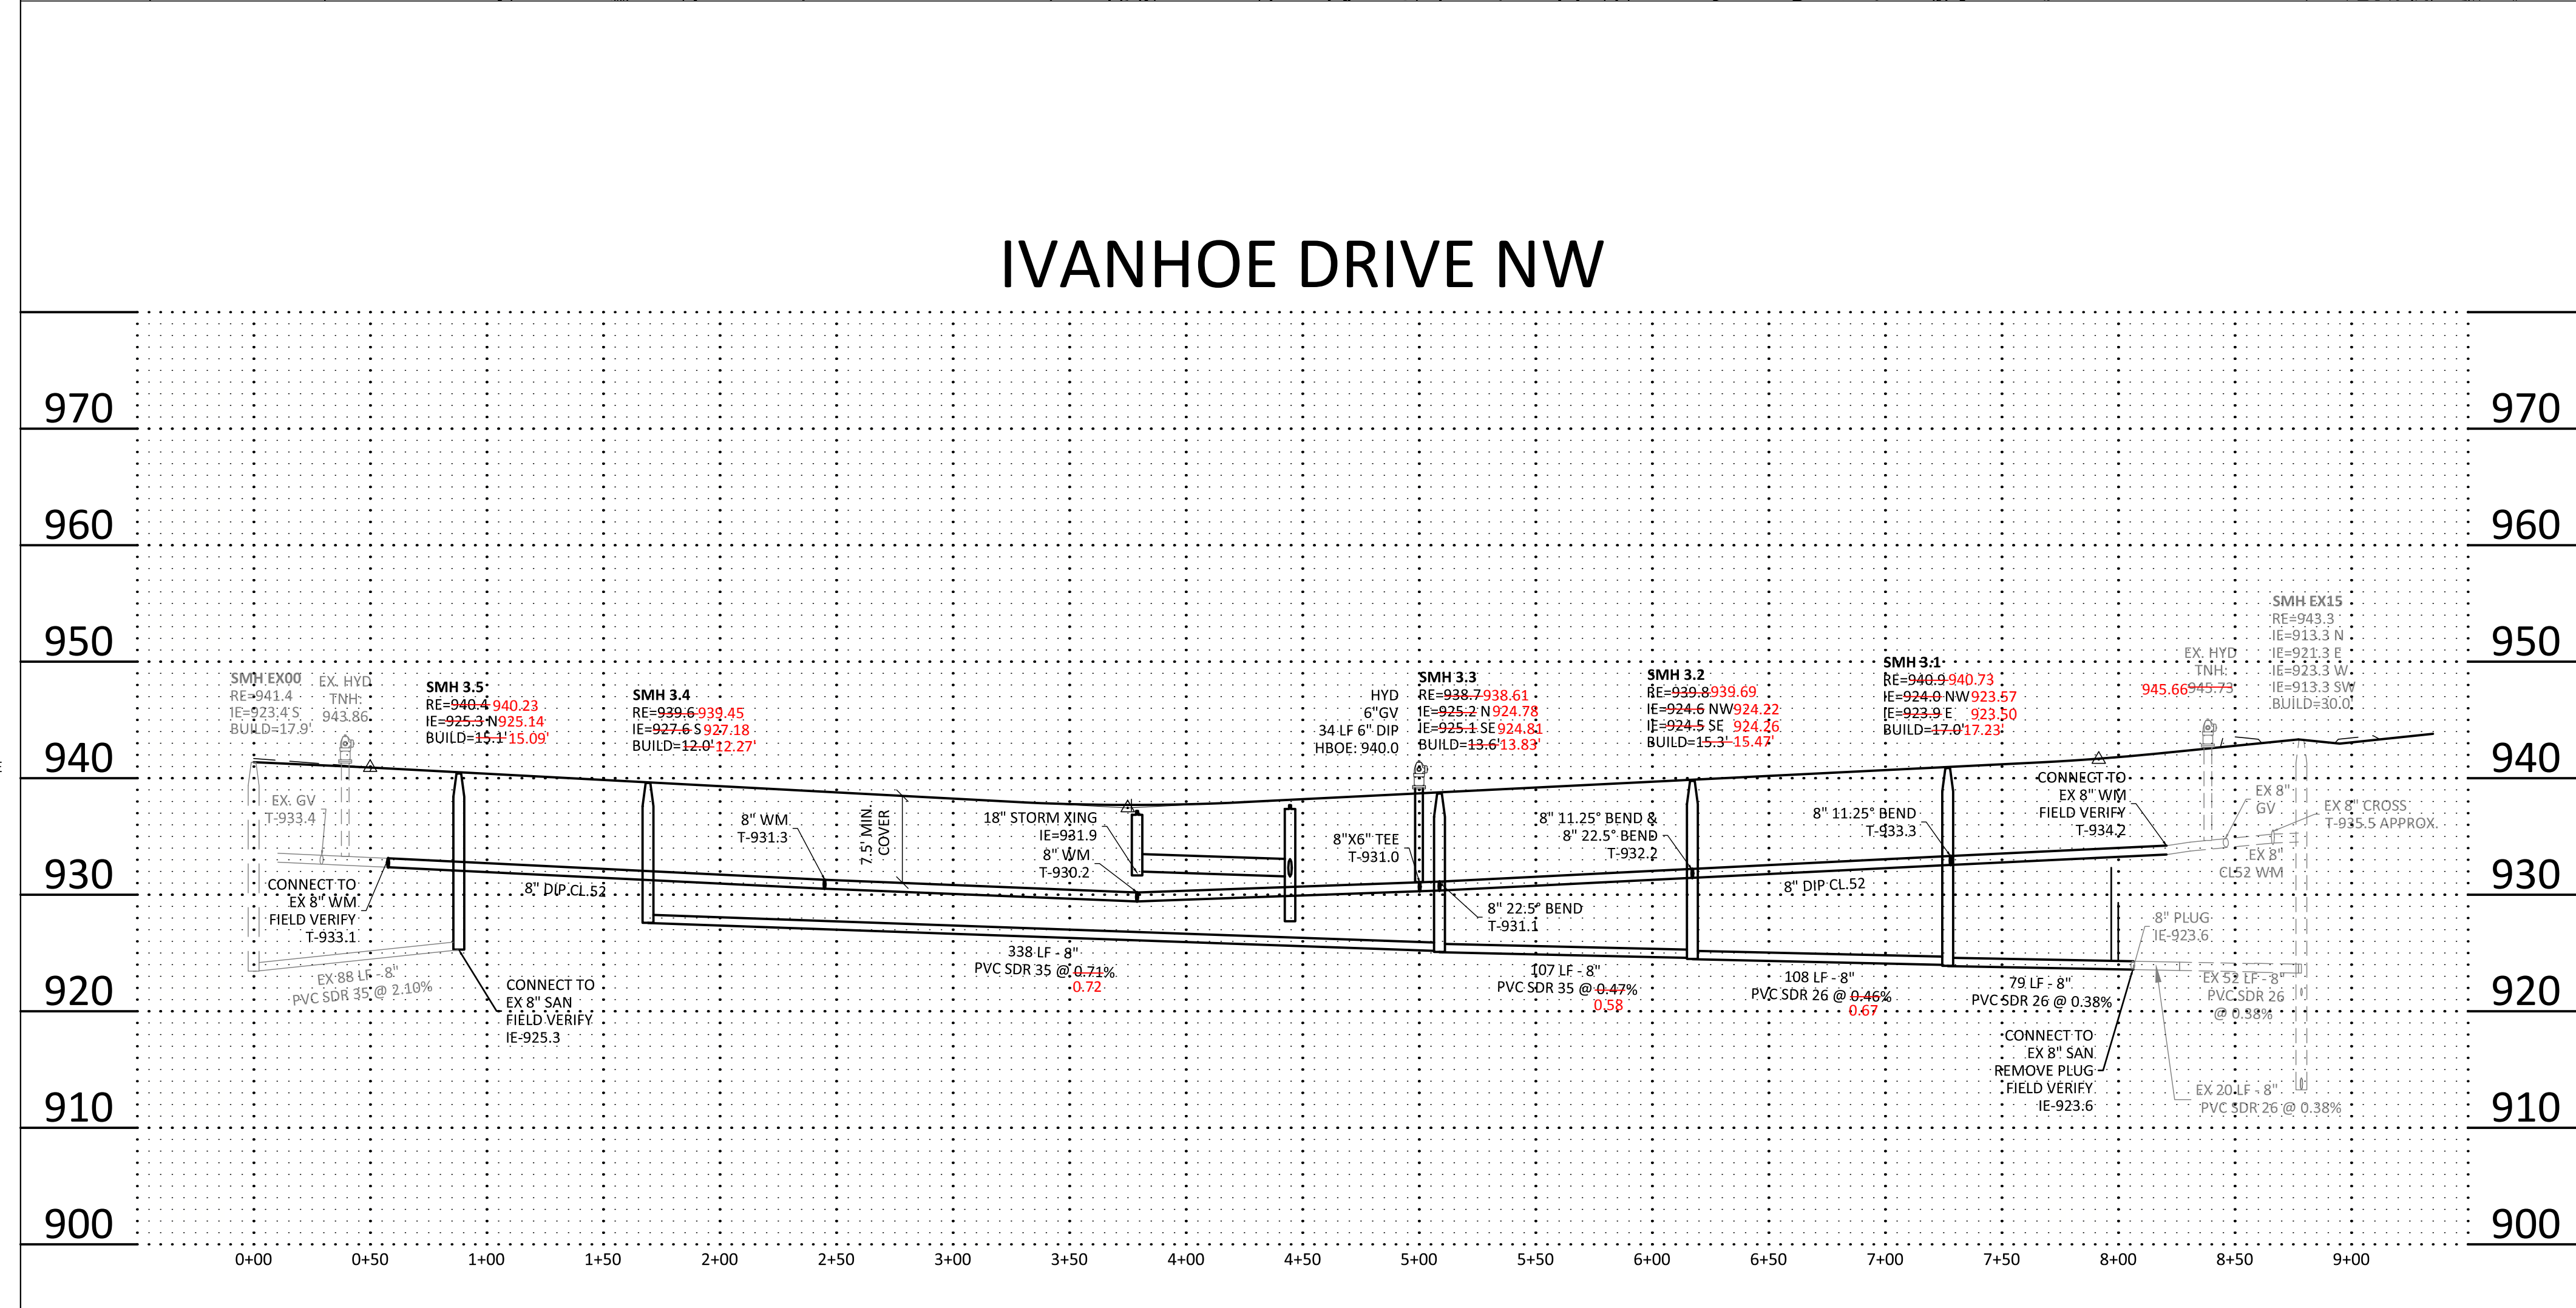 IVANHOE DRIVE NW
970
970
960
960
950
950
940
940
930
930
920
920
910
910
900
900
SMH EX00
RE=941.4
IE=923.4 S
BUILD=17.9'
EX. HYD
TNH:
943.86
SMH 3.5
RE=940.4 940.23
IE=925.3 N 925.14
BUILD=15.1' 15.09'
SMH 3.4
RE=939.6 939.45
IE=927.6 S 927.18
BUILD=12.0' 12.27'
HYD
6"GV
34 LF 6" DIP
HBOE: 940.0
SMH 3.3
RE=938.7 938.61
IE=925.2 N 924.78
IE=925.1 SE 924.81
BUILD=13.6' 13.83'
SMH 3.2
RE=939.8 939.69
IE=924.6 NW 924.22
IE=924.5 SE 924.26
BUILD=15.3' 15.47'
SMH 3.1
RE=940.9 940.73
IE=924.0 NW 923.57
IE=923.9 E 923.50
BUILD=17.0' 17.23'
EX. HYD
TNH:
945.66 945.73
SMH EX15
RE=943.3
IE=913.3 N
IE=921.3 E
IE=923.3 W
IE=913.3 SW
BUILD=30.0'
EX. GV
T-933.4
CONNECT TO
EX 8" WM
FIELD VERIFY
T-933.1
8" DIP CL.52
EX 88 LF - 8"
PVC SDR 35 @ 2.10%
CONNECT TO
EX 8" SAN
FIELD VERIFY
IE-925.3
8" WM
T-931.3
7.5' MIN.
COVER
18" STORM XING
IE=931.9
8" WM
T-930.2
338 LF - 8"
PVC SDR 35 @ 0.71%
0.72
8"X6" TEE
T-931.0
8" 22.5° BEND
T-931.1
8" 11.25° BEND &
8" 22.5° BEND
T-932.2
107 LF - 8"
PVC SDR 35 @ 0.47%
0.58
8" 11.25° BEND
T-933.3
8" DIP CL.52
108 LF - 8"
PVC SDR 26 @ 0.46%
0.67
CONNECT TO
EX 8" WM
FIELD VERIFY
T-934.2
79 LF - 8"
PVC SDR 26 @ 0.38%
CONNECT TO
EX 8" SAN
REMOVE PLUG
FIELD VERIFY
IE-923.6
8" PLUG
IE-923.6
EX 8"
GV
EX 8" CROSS
T-935.5 APPROX.
EX 8"
CL52 WM
EX 52 LF - 8"
PVC SDR 26
@ 0.38%
EX 20 LF - 8"
PVC SDR 26 @ 0.38%
0+00
0+50
1+00
1+50
2+00
2+50
3+00
3+50
4+00
4+50
5+00
5+50
6+00
6+50
7+00
7+50
8+00
8+50
9+00